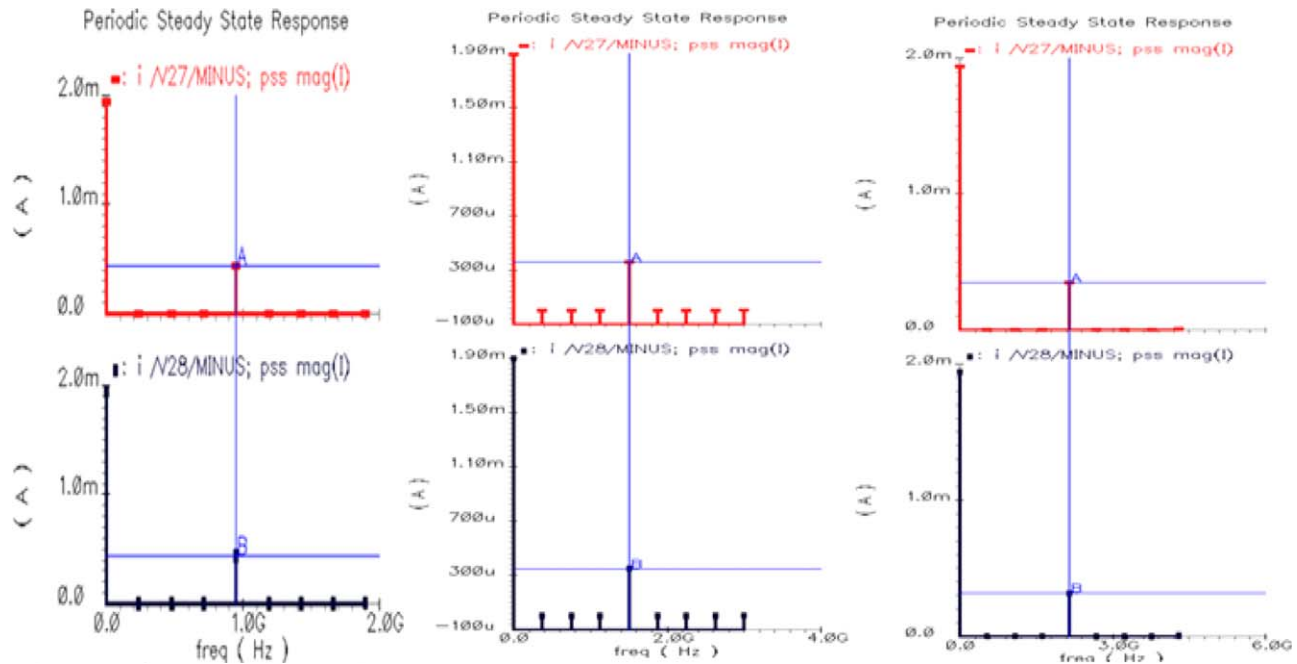 Periodic Steady State Response
: i /V27/MINUS; pss mag(I)
2.0m
1.0m
0.0
( A )
A
: i /V28/MINUS; pss mag(I)
2.0m
1.0m
0.0
( A )
0.0
1.0G
2.0G
freq ( Hz )
Periodic Steady State Response
: i /V27/MINUS; pss mag(I)
1.90m
1.50m
1.10m
700u
300u
-100u
(A)
A
: i /V28/MINUS; pss mag(I)
1.90m
1.50m
1.10m
700u
300u
-100u
(A)
B
0.0
2.0G
4.0G
freq ( Hz )
Periodic Steady State Response
: i /V27/MINUS; pss mag(I)
2.0m
1.0m
0.0
( A )
A
: i /V28/MINUS; pss mag(I)
2.0m
1.0m
0.0
(A)
B
0.0
3.0G
6.0G
freq ( Hz )